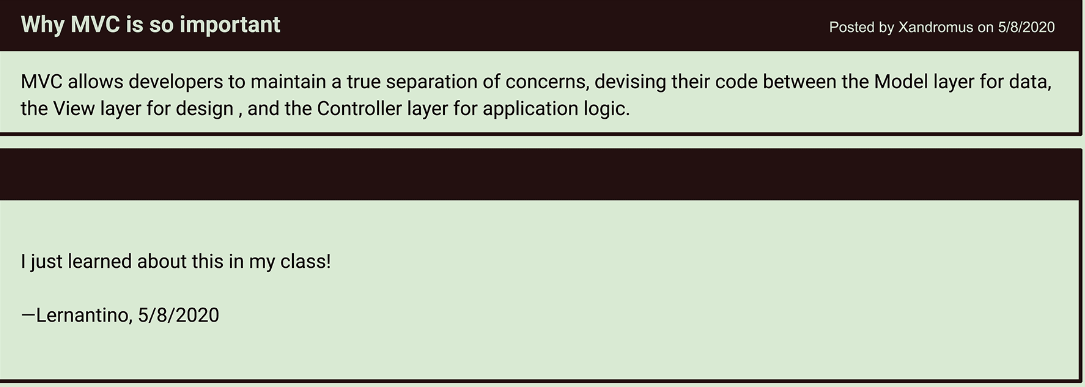 Why MVC is so important
Posted by Xandromus on 5/8/2020
MVC allows developers to maintain a true separation of concerns, devising their code between the Model layer for data,
the View layer for design , and the Controller layer for application logic.
I just learned about this in my class!
—Lernantino, 5/8/2020